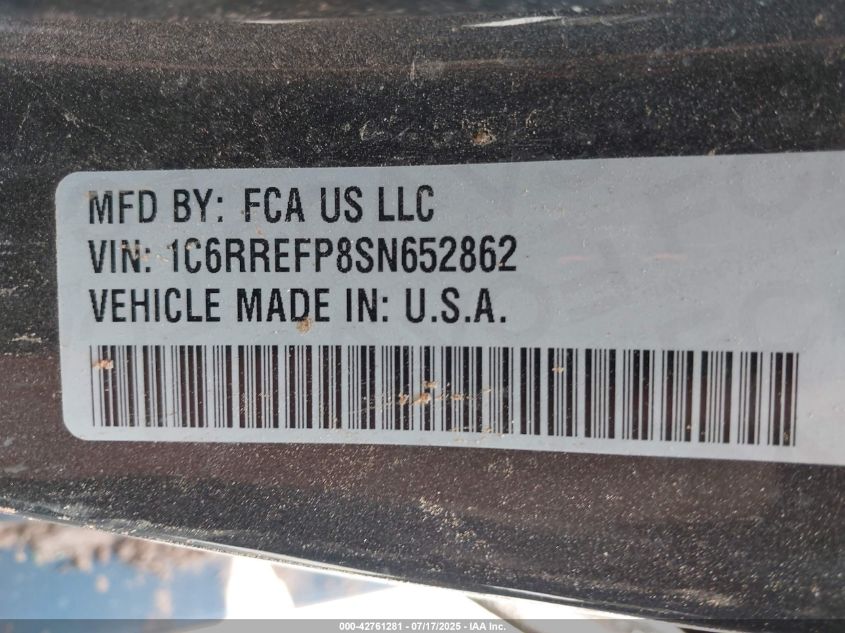 MFD BY: FCA US LLC
VIN: 1C6RREFP8SN652862
VEHICLE MADE IN: U.S.A.
000-42761281 - 07/17/2025 - IAA Inc.